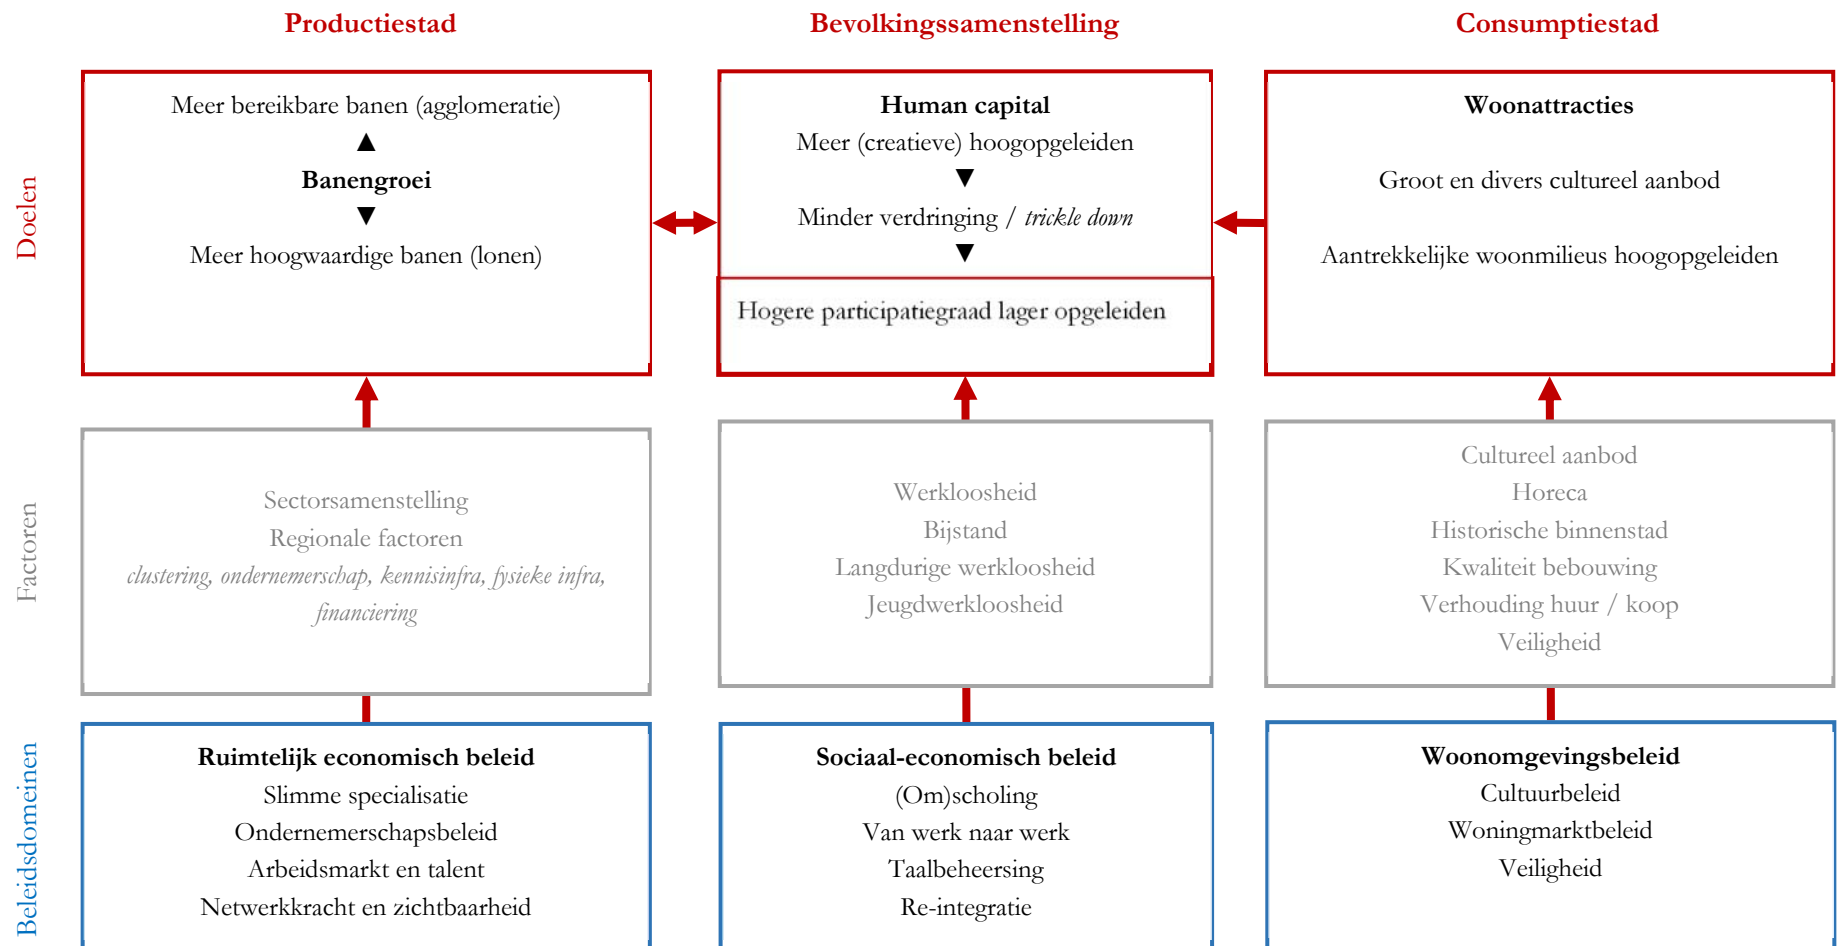 Productiestad
Bevolkingssamenstelling
Consumptiestad
Doelen
Meer bereikbare banen (agglomeratie)
▲
Banengroei
▼
Meer hoogwaardige banen (lonen)
Human capital
Meer (creatieve) hoogopgeleiden
▼
Minder verdringing / trickle down
▼
Hogere participatiegraad lager opgeleiden
Woonattracties
Groot en divers cultureel aanbod
Aantrekkelijke woonmilieus hoogopgeleiden
Factoren
Sectorsamenstelling
Regionale factoren
clustering, ondernemerschap, kennisinfra, fysieke infra,
financiering
Werkloosheid
Bijstand
Langdurige werkloosheid
Jeugdwerkloosheid
Cultureel aanbod
Horeca
Historische binnenstad
Kwaliteit bebouwing
Verhouding huur / koop
Veiligheid
Beleidsdomeinen
Ruimtelijk economisch beleid
Slimme specialisatie
Ondernemerschapsbeleid
Arbeidsmarkt en talent
Netwerkkracht en zichtbaarheid
Sociaal-economisch beleid
(Om)scholing
Van werk naar werk
Taalbeheersing
Re-integratie
Woonomgevingsbeleid
Cultuurbeleid
Woningmarktbeleid
Veiligheid